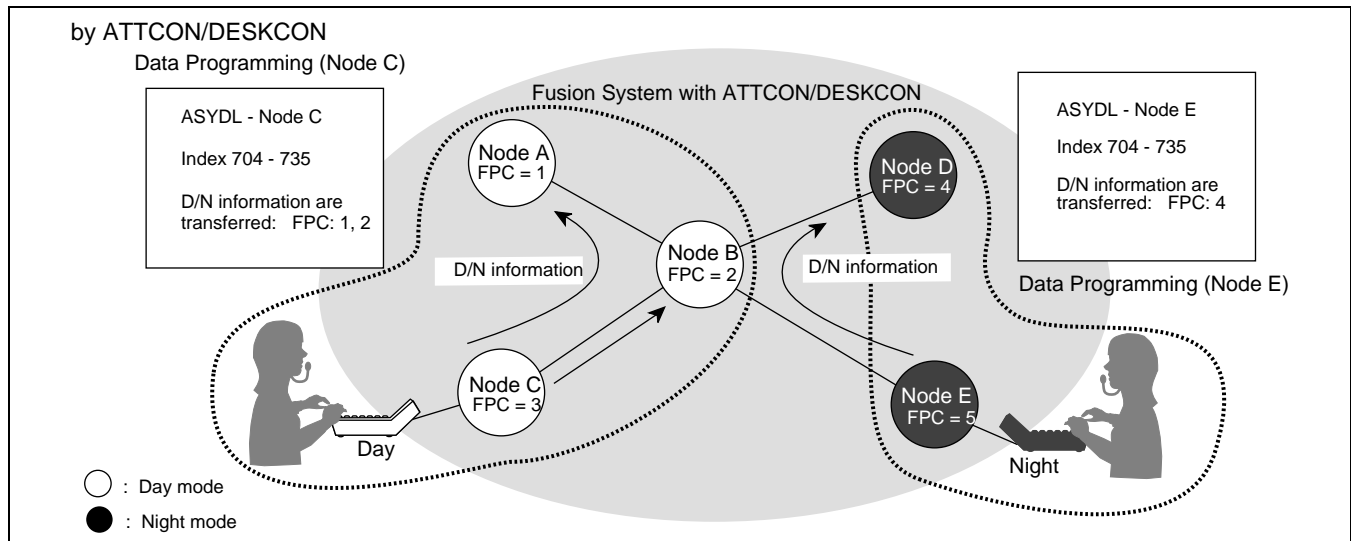 by ATTCON/DESKCON
Data Programming (Node C)
ASYDL - Node C
Index 704 - 735
D/N information are
transferred:   FPC: 1, 2
Fusion System with ATTCON/DESKCON
Node A
FPC = 1
Node B
FPC = 2
D/N information
Node C
FPC = 3
Day
Node D
FPC = 4
D/N information
Node E
FPC = 5
Night
ASYDL - Node E
Index 704 - 735
D/N information are
transferred:   FPC: 4
Data Programming (Node E)
: Day mode
: Night mode